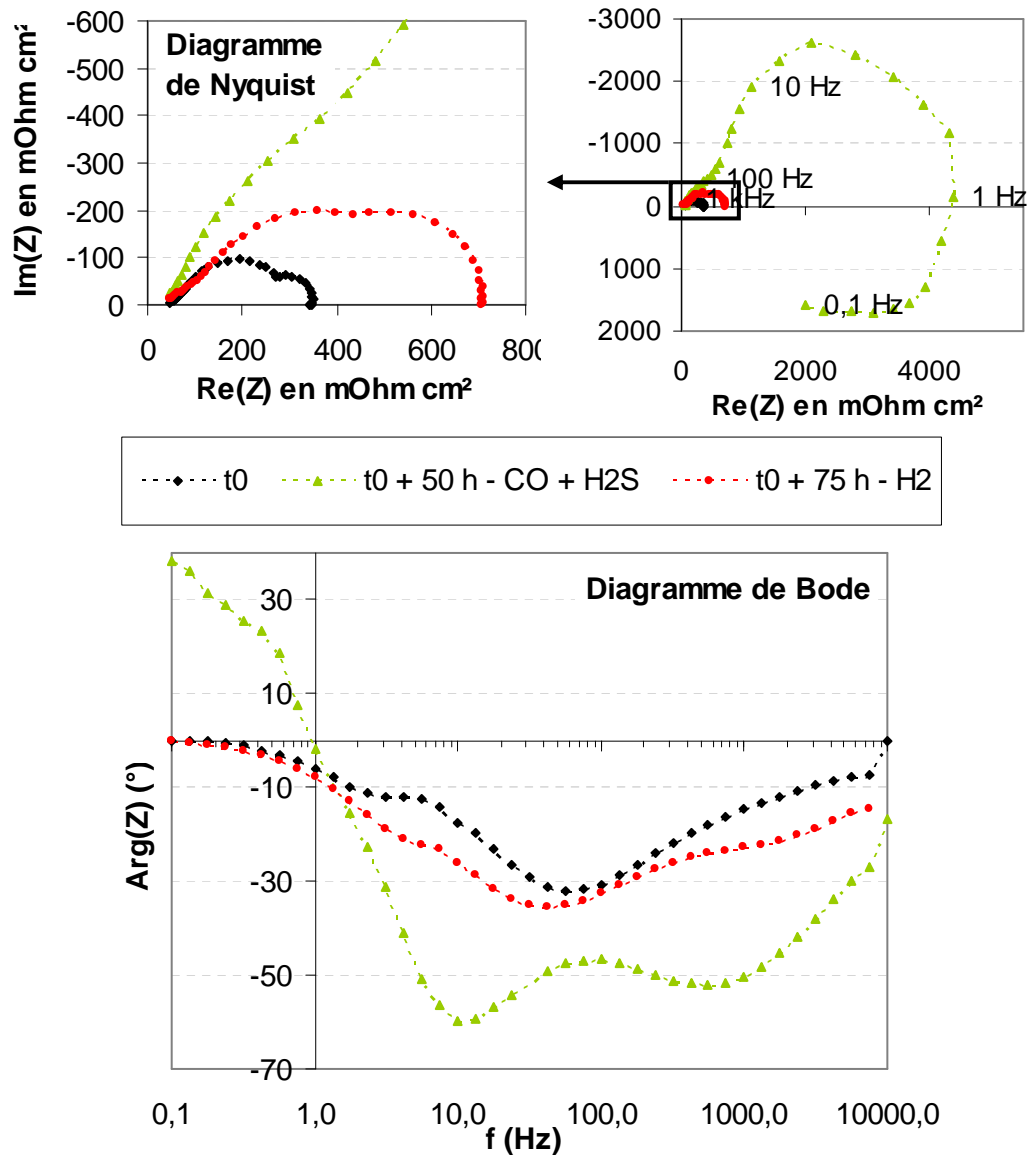 Diagramme
de Nyquist
-600
-500
-400
-300
-200
-100
0
Im(Z) en mOhm cm²
0
200
400
600
800
Re(Z) en mOhm cm²
-3000
-2000
-1000
0
1000
2000
10 Hz
100 Hz
1 kHz
1 Hz
0,1 Hz
0
2000
4000
Re(Z) en mOhm cm²
t0
t0 + 50 h - CO + H2S
t0 + 75 h - H2
Diagramme de Bode
30
10
-10
-30
-50
-70
Arg(Z) (°)
0,1
1,0
10,0
100,0
1000,0
10000,0
f (Hz)